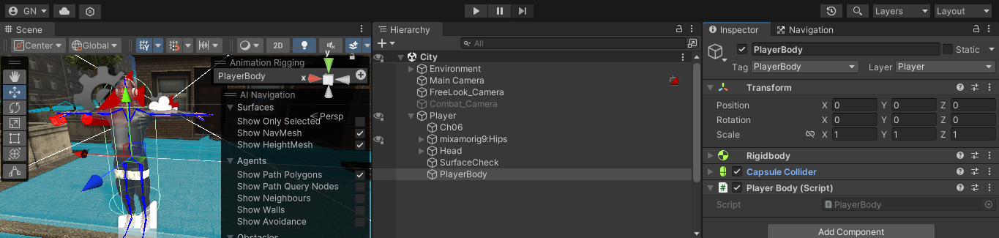 GN
Layers
Layout
Scene
Center
Global
2D
Animation Rigging
PlayerBody
y
x
AI Navigation
Surfaces
Persp
Show Only Selected
Show NavMesh
Show HeightMesh
Agents
Show Path Polygons
Show Path Query Nodes
Show Neighbours
Show Walls
Show Avoidance
Obstacles
Hierarchy
All
City
Environment
Main Camera
FreeLook_Camera
Combat_Camera
Player
Ch06
mixamorig9:Hips
Head
SurfaceCheck
PlayerBody
Inspector
Navigation
PlayerBody
Static
Tag PlayerBody Layer Player
Transform
Position X 0 Y 0 Z 0
Rotation X 0 Y 0 Z 0
Scale X 1 Y 1 Z 1
Rigidbody
Capsule Collider
# Player Body (Script)
Script PlayerBody
Add Component